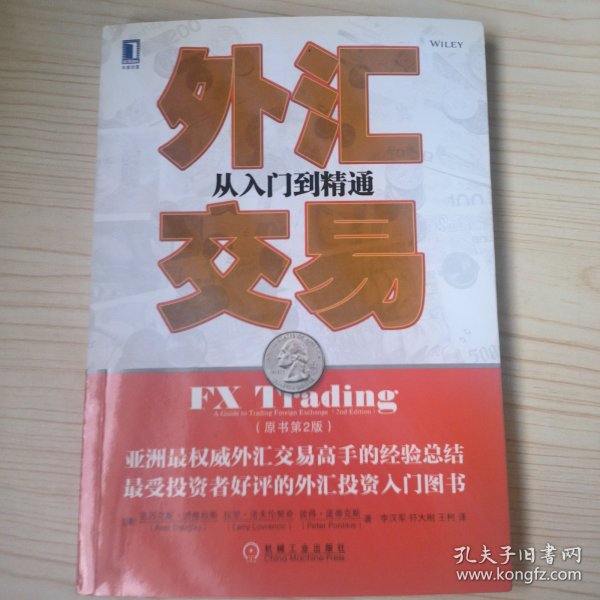 WILEY
外汇
从入门到精通
交易
FX Trading
A Guide to Trading Foreign Exchange (2nd Edition)
（原书第2版）
亚洲最权威外汇交易高手的经验总结
最受投资者好评的外汇投资入门图书
著 李汉军 符大刚 王柯 译
(Alex Douglas) (Larry Lovrencic) (Peter Pontikis)
机械工业出版社
China Machine Press
孔夫子旧书网
www.kongfz.com